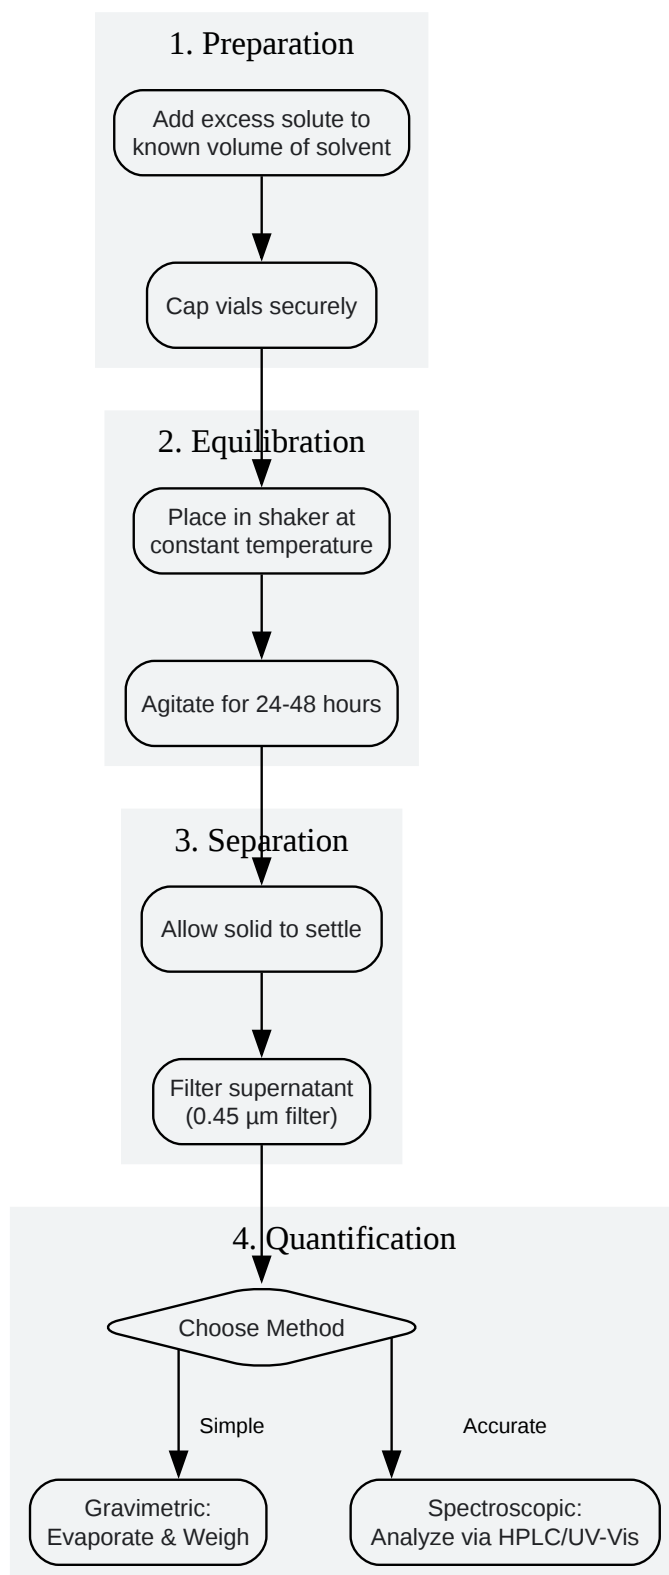 1. Preparation
Add excess solute to
known volume of solvent
Cap vials securely
2. Equilibration
Place in shaker at
constant temperature
Agitate for 24-48 hours
3. Separation
Allow solid to settle
Filter supernatant
(0.45 µm filter)
4. Quantification
Choose Method
Simple
Accurate
Gravimetric:
Evaporate & Weigh
Spectroscopic:
Analyze via HPLC/UV-Vis